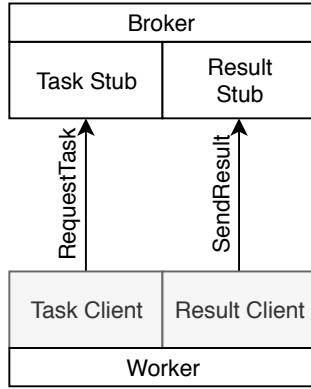 Broker
Task Stub
Result
Stub
RequestTask
SendResult
Task Client
Result Client
Worker